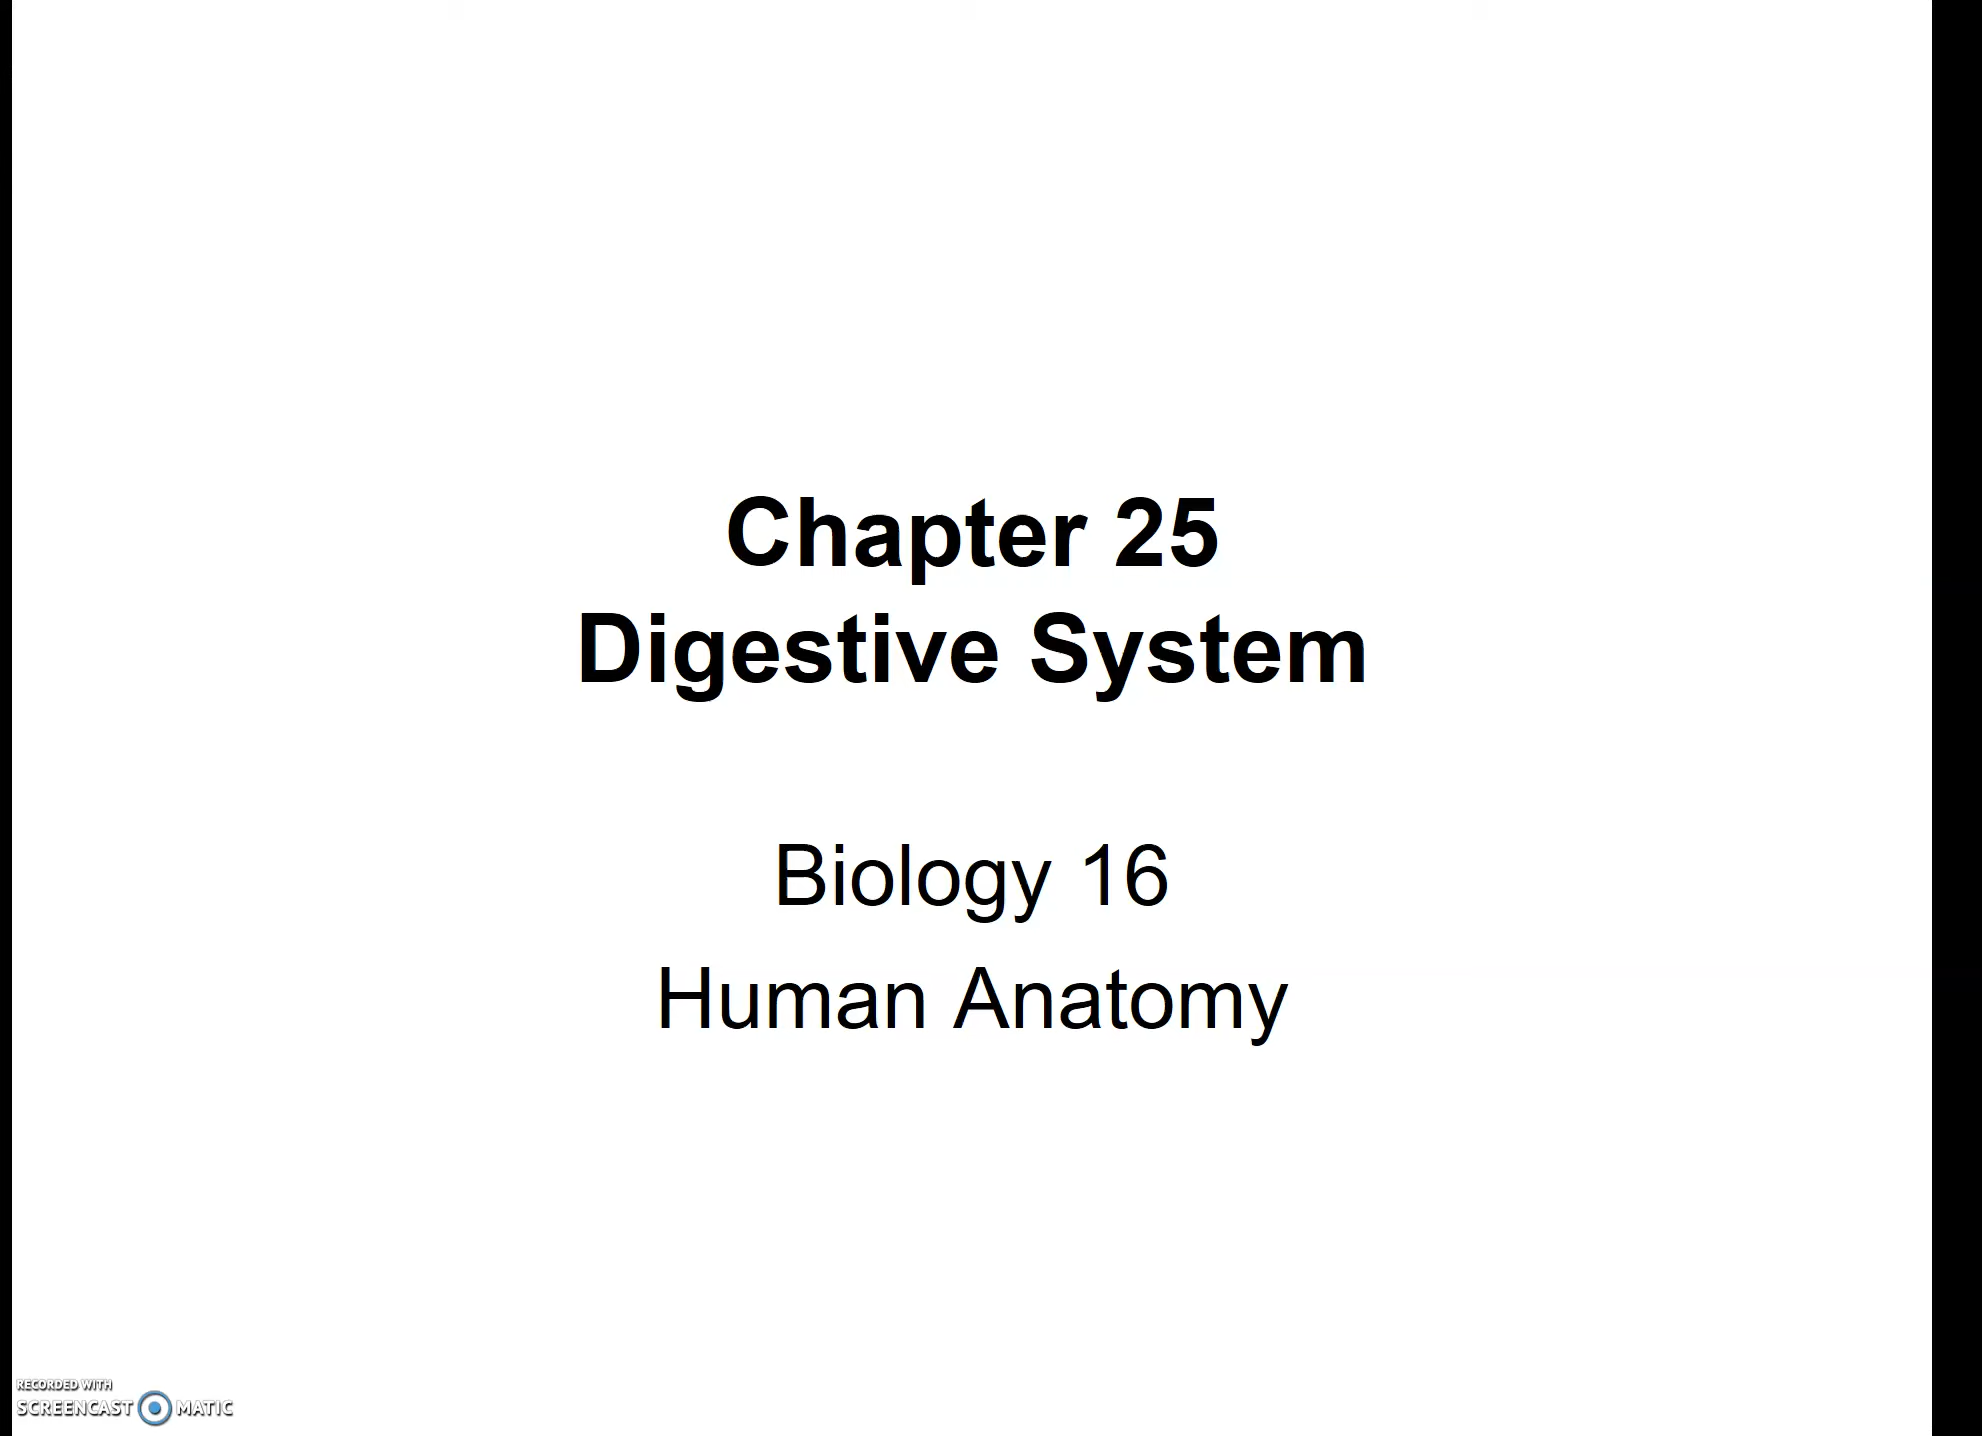 Chapter 25
Digestive System
Biology 16
Human Anatomy
RECORDED WITH
SCREENCAST MATIC